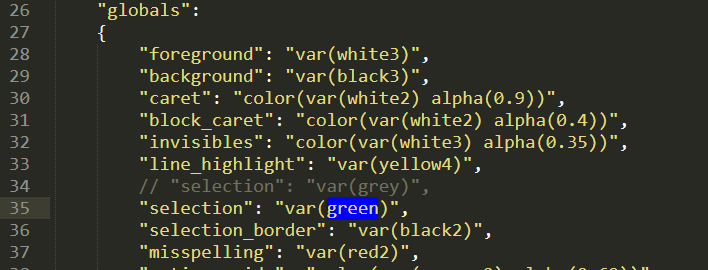 26 "globals":
27 {
28 "foreground": "var(white3)",
29 "background": "var(black3)",
30 "caret": "color(var(white2) alpha(0.9))",
31 "block_caret": "color(var(white2) alpha(0.4))",
32 "invisibles": "color(var(white3) alpha(0.35))",
33 "line_highlight": "var(yellow4)",
34 // "selection": "var(grey)",
35 "selection": "var(green)",
36 "selection_border": "var(black2)",
37 "misspelling": "var(red2)",